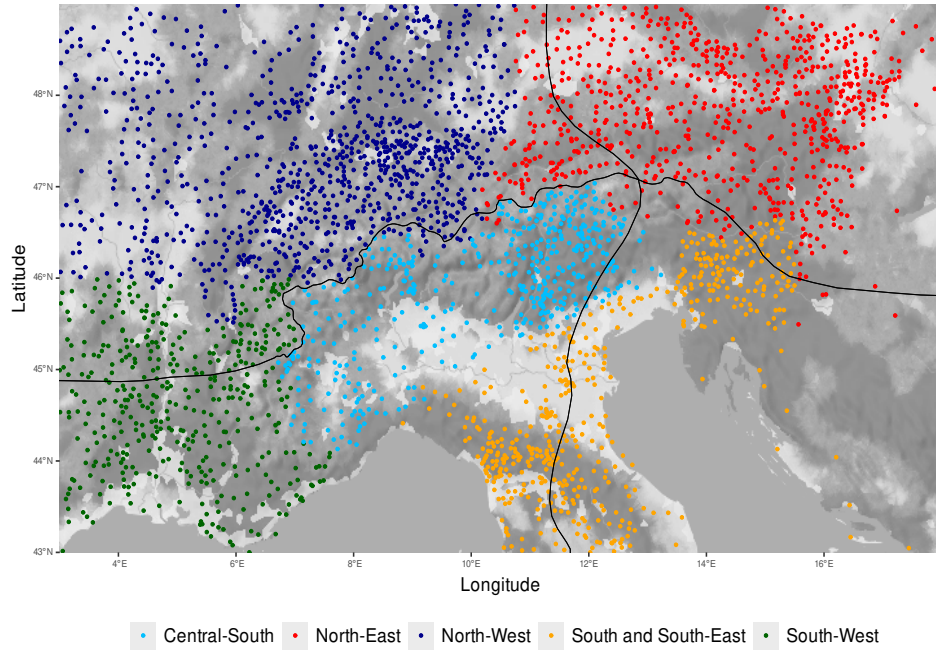 48°N
47°N
46°N
45°N
44°N
43°N
Latitude
4°E 6°E 8°E 10°E 12°E 14°E 16°E
Longitude
Central-South North-East North-West South and South-East South-West